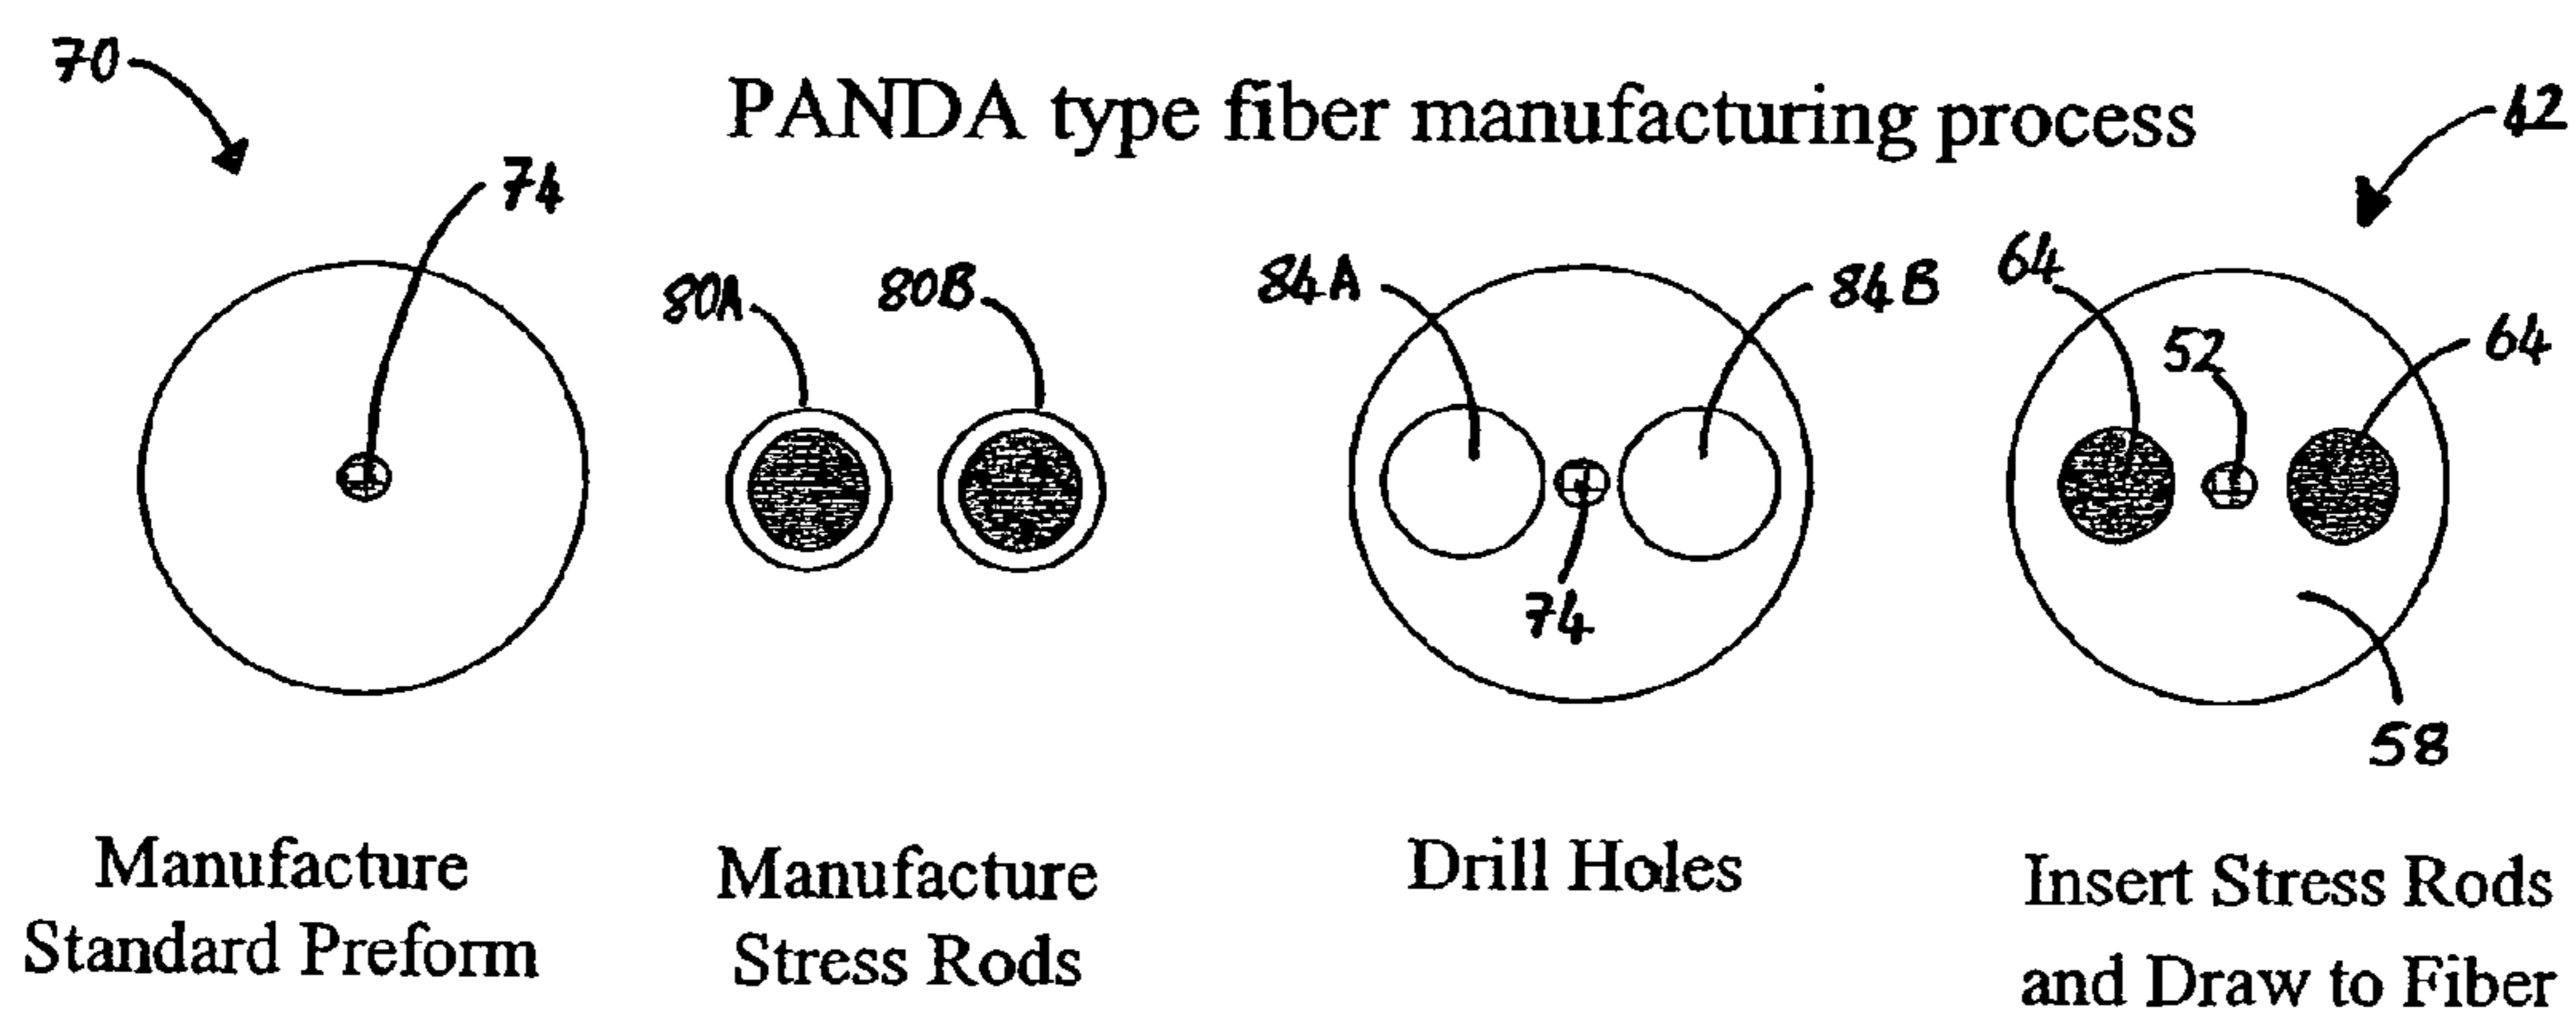 70
PANDA type fiber manufacturing process
42
74
80A
80B
84A
84B
64
52
64
74
58
Manufacture
Standard Preform
Manufacture
Stress Rods
Drill Holes
Insert Stress Rods
and Draw to Fiber